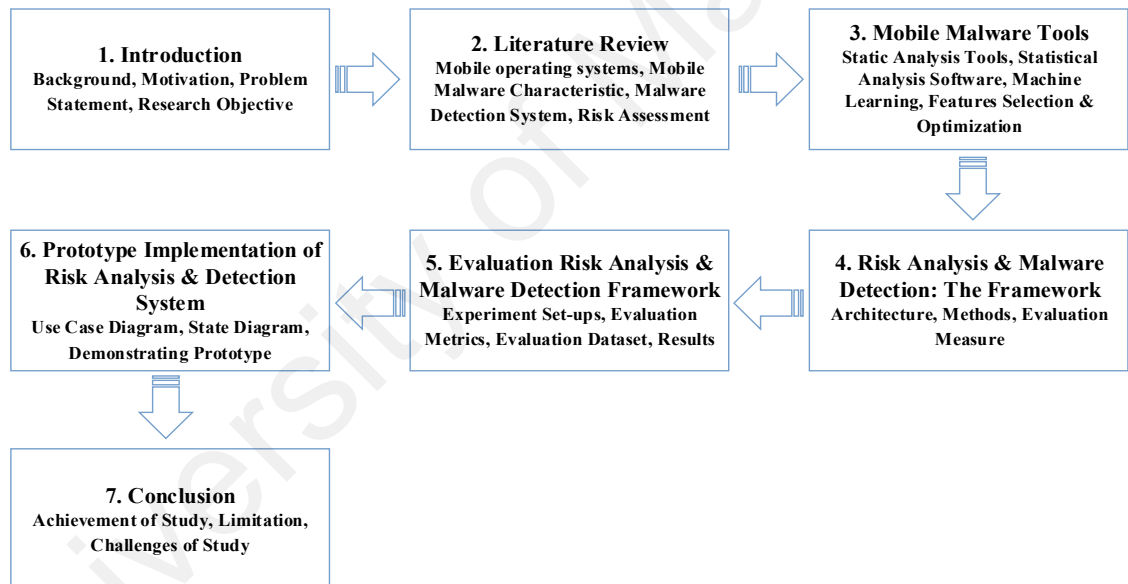 1. Introduction
Background, Motivation, Problem
Statement, Research Objective
2. Literature Review
Mobile operating systems, Mobile
Malware Characteristic, Malware
Detection System, Risk Assessment
3. Mobile Malware Tools
Static Analysis Tools, Statistical
Analysis Software, Machine
Learning, Features Selection &
Optimization
4. Risk Analysis & Malware
Detection: The Framework
Architecture, Methods, Evaluation
Measure
5. Evaluation Risk Analysis &
Malware Detection Framework
Experiment Set-ups, Evaluation
Metrics, Evaluation Dataset, Results
6. Prototype Implementation of
Risk Analysis & Detection
System
Use Case Diagram, State Diagram,
Demonstrating Prototype
7. Conclusion
Achievement of Study, Limitation,
Challenges of Study